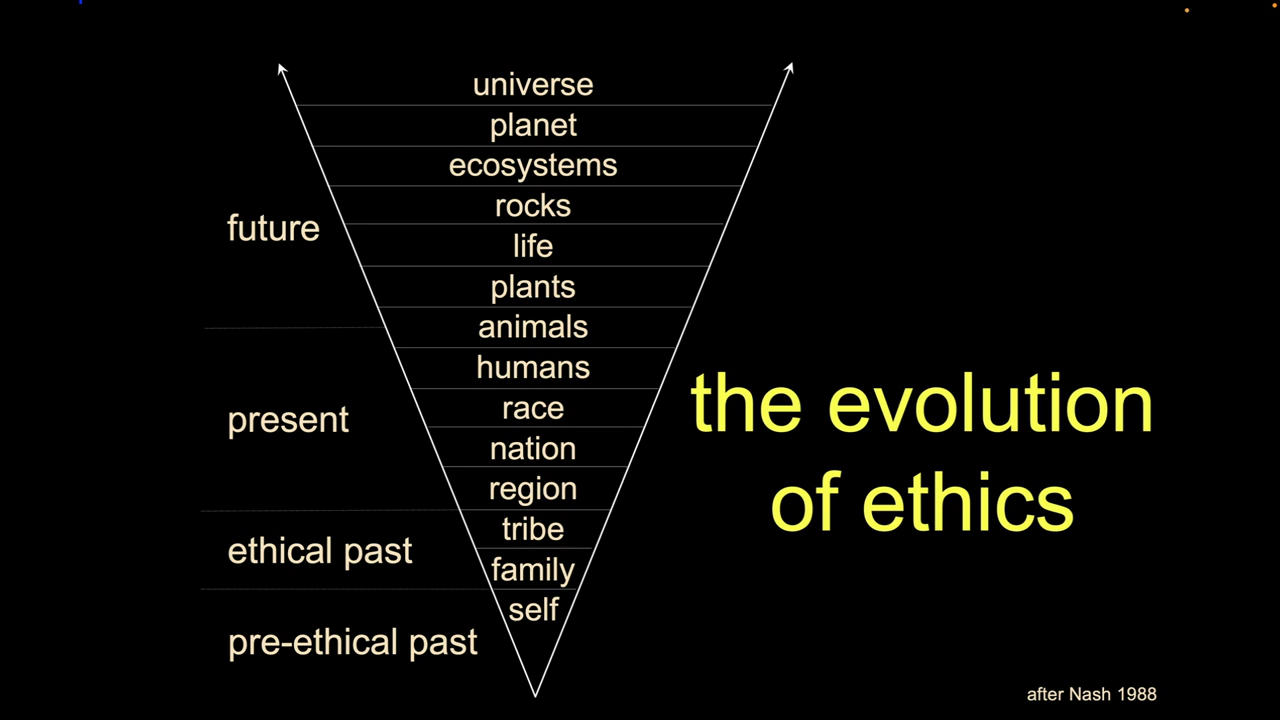 universe
planet
ecosystems
rocks
future
life
plants
animals
humans
race
present
nation
region
tribe
ethical past
family
self
pre-ethical past
the evolution
of ethics
after Nash 1988